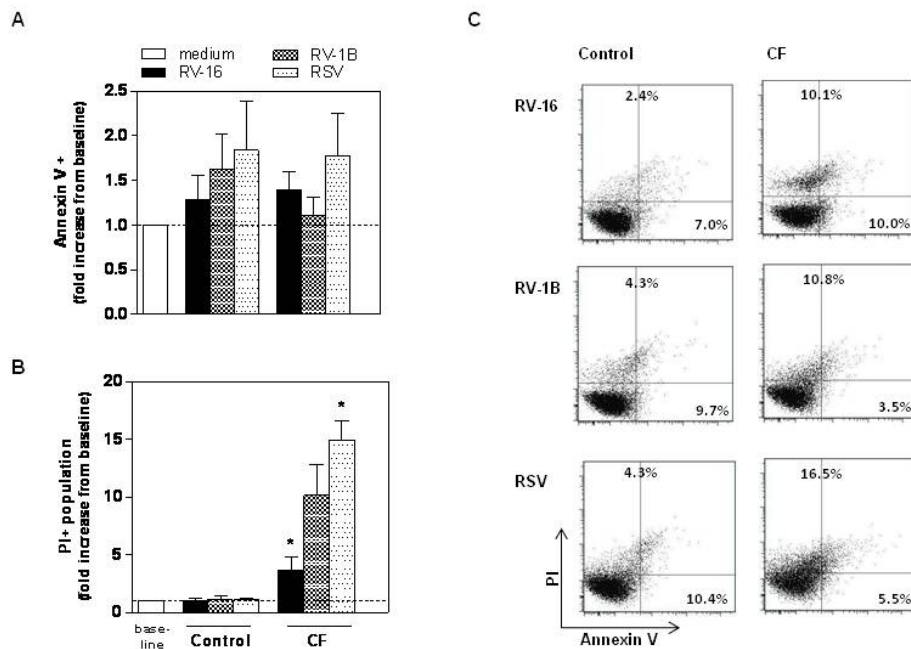 A
medium
RV-16
RV-1B
RSV
Annexin V +
(fold increase from baseline)
2.5
2.0
1.5
1.0
0.5
0.0
B
PI+ population
(fold increase from baseline)
20
15
10
5
0
*
*
base-
line
Control
CF
C
Control
CF
RV-16
2.4%
7.0%
10.1%
10.0%
RV-1B
4.3%
9.7%
10.8%
3.5%
RSV
4.3%
10.4%
16.5%
5.5%
PI
Annexin V